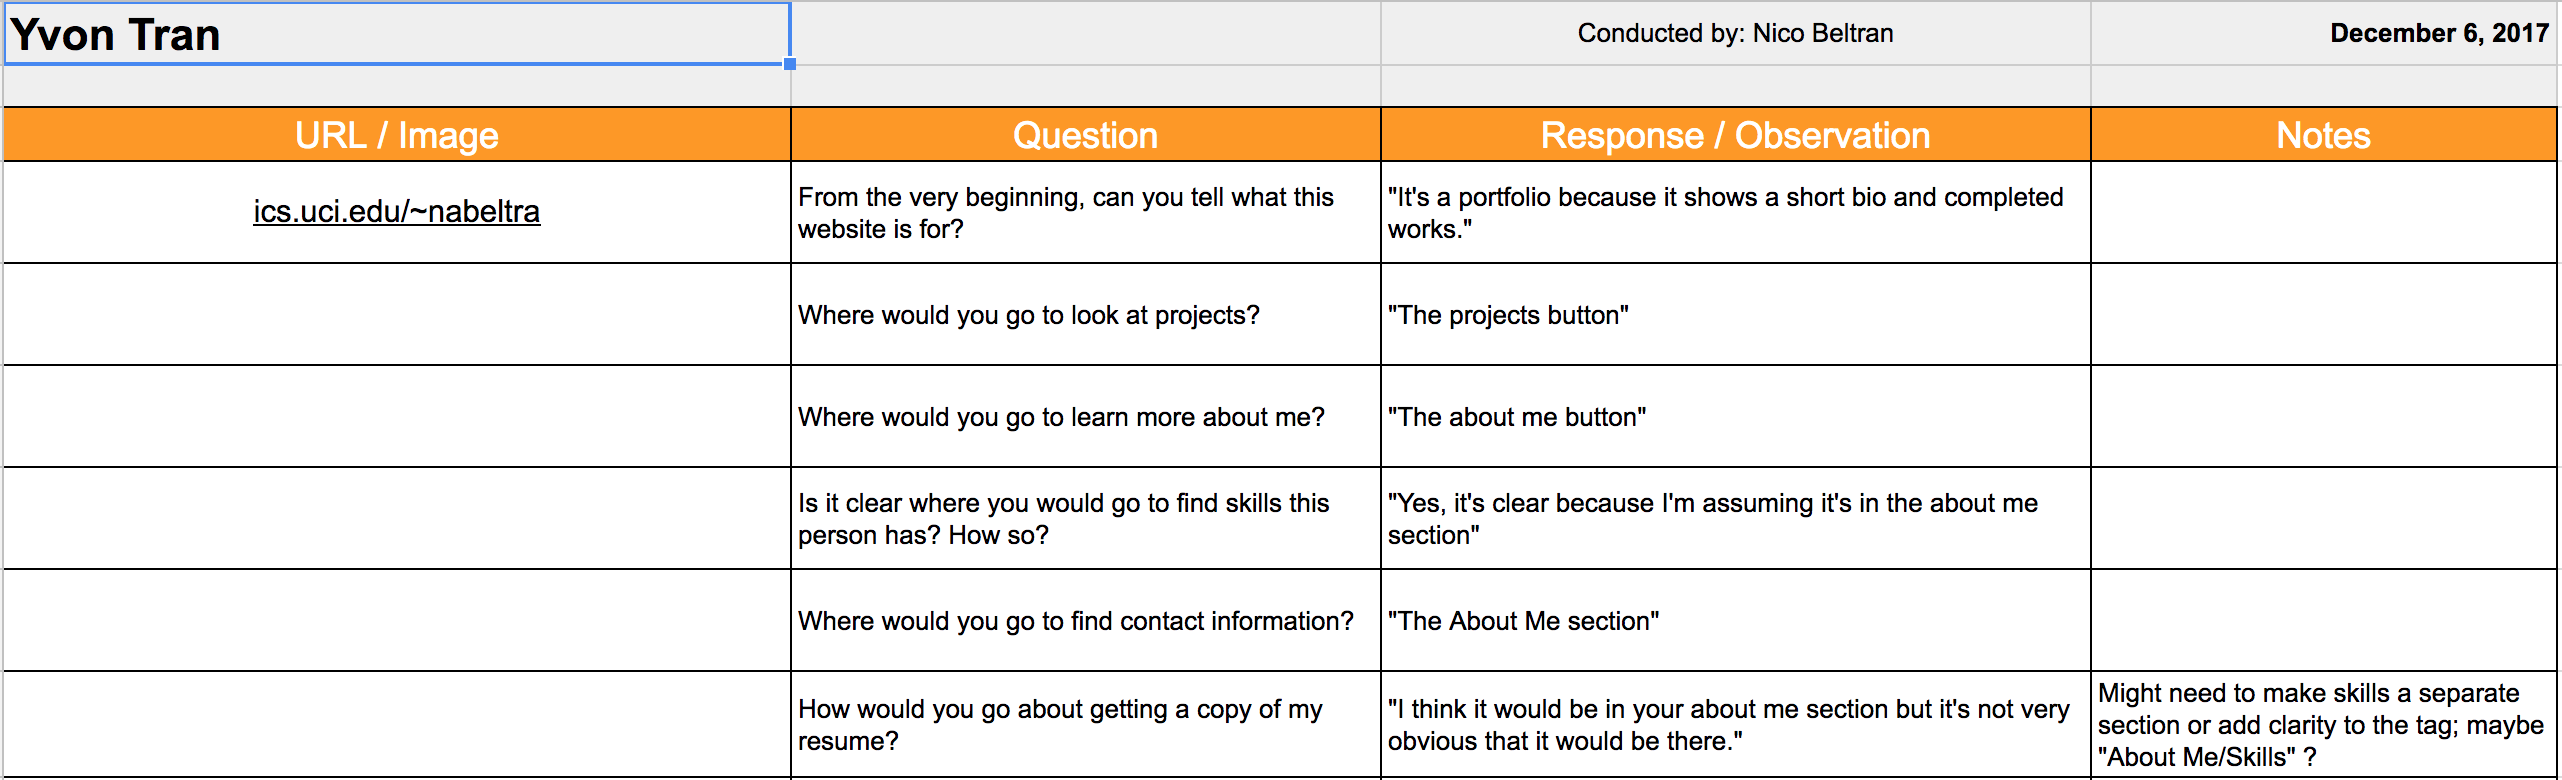 Yvon Tran
Conducted by: Nico Beltran
December 6, 2017
URL / Image
Question
Response / Observation
Notes
ics.uci.edu/~nabeltra
From the very beginning, can you tell what this
website is for?
"It's a portfolio because it shows a short bio and completed
works."
Where would you go to look at projects?
"The projects button"
Where would you go to learn more about me?
"The about me button"
Is it clear where you would go to find skills this
person has? How so?
"Yes, it's clear because I'm assuming it's in the about me
section"
Where would you go to find contact information?
"The About Me section"
How would you go about getting a copy of my
resume?
"I think it would be in your about me section but it's not very
obvious that it would be there."
Might need to make skills a separate
section or add clarity to the tag; maybe
"About Me/Skills" ?